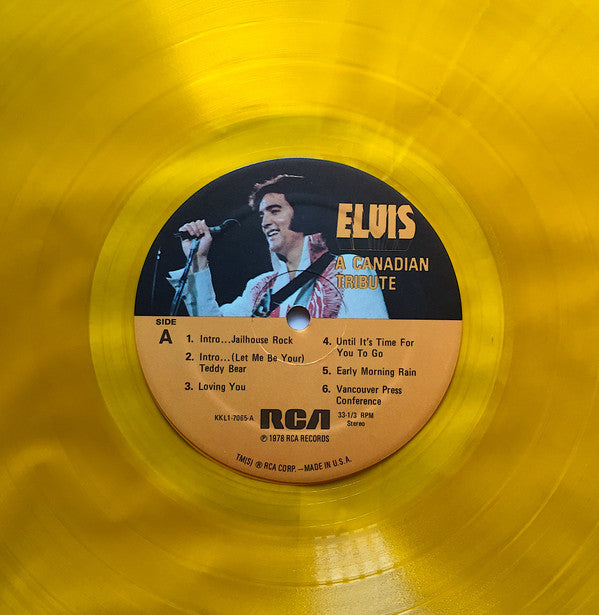 ELVIS
A CANADIAN
TRIBUTE
SIDE
A
1. Intro...Jailhouse Rock
2. Intro...(Let Me Be Your)
Teddy Bear
3. Loving You
4. Until It's Time For
You To Go
5. Early Morning Rain
6. Vancouver Press
Conference
KKL1-7065-A
RCA
33-1/3 RPM
Stereo
℗ 1978 RCA RECORDS
TM(S) ® RCA CORP. —MADE IN U.S.A.